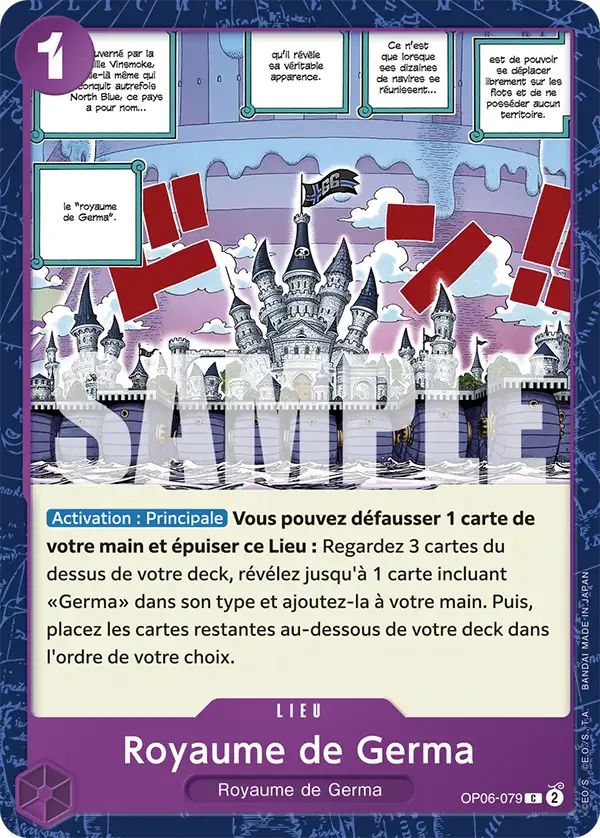 1
uverné par la
ille Vinsmoke,
le-là même qui
onquit autrefois
North Blue, ce pays
a pour nom...
qu'il révèle
sa véritable
apparence.
Ce n'est
que lorsque
ses dizaines
de navires se
réunissent...
est de pouvoir
se déplacer
librement sur les
flots et de ne
posséder aucun
territoire.
le "royaume
de Germa".
ドン!!
66
SAMPLE
Activation : Principale Vous pouvez défausser 1 carte de
votre main et épuiser ce Lieu : Regardez 3 cartes du
dessus de votre deck, révélez jusqu'à 1 carte incluant
«Germa» dans son type et ajoutez-la à votre main. Puis,
placez les cartes restantes au-dessous de votre deck dans
l'ordre de votre choix.
LIEU
Royaume de Germa
Royaume de Germa
OP06-079 C 2
©E.O/S. ©E.O/S.,T.A. BANDAI MADE IN JAPAN